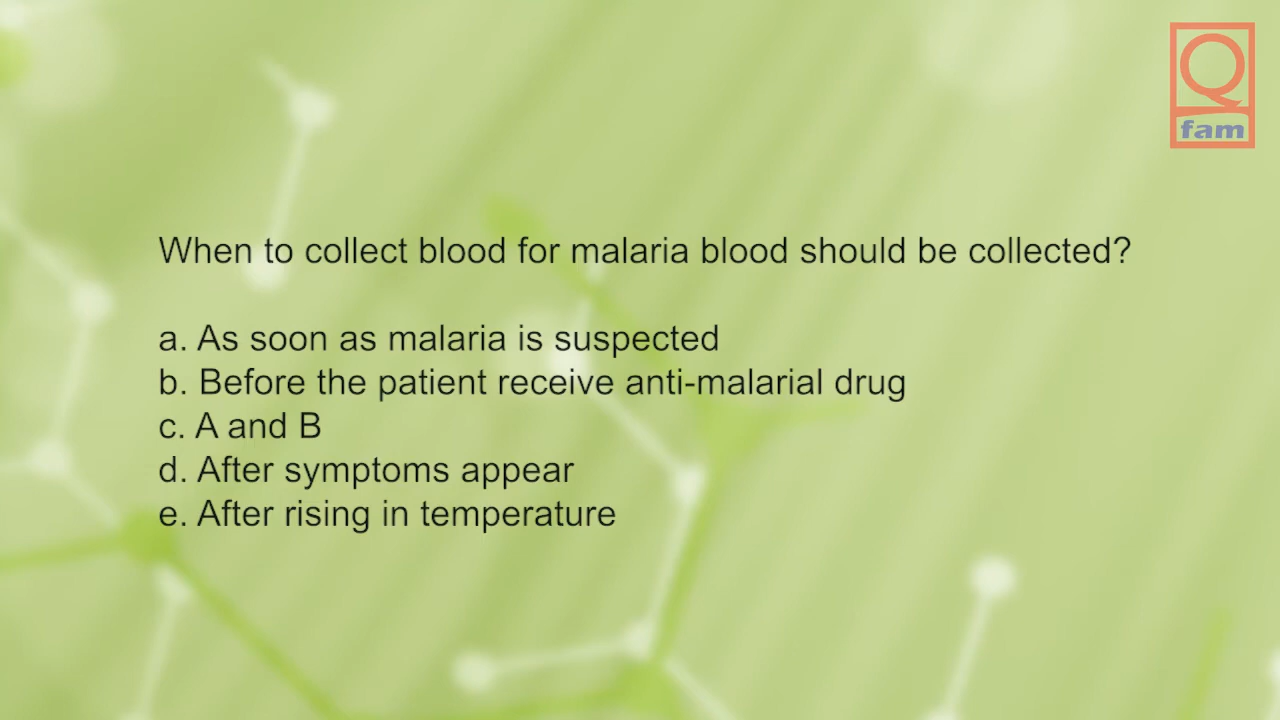 Q
fam
When to collect blood for malaria blood should be collected?
a. As soon as malaria is suspected
b. Before the patient receive anti-malarial drug
c. A and B
d. After symptoms appear
e. After rising in temperature